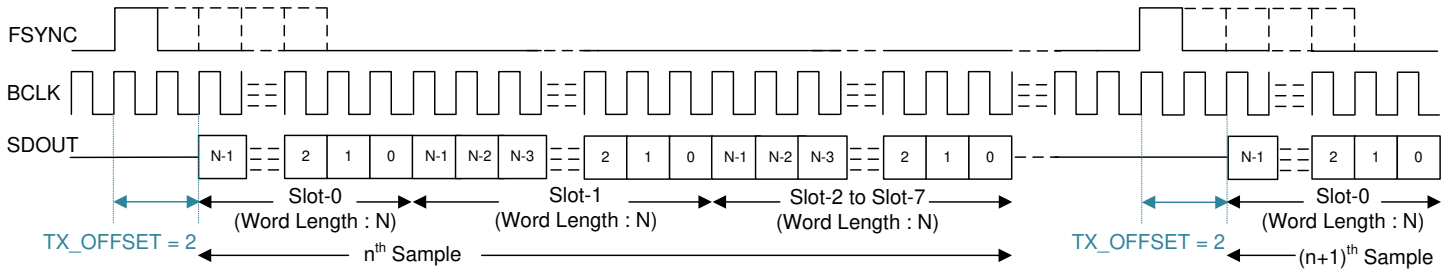 FSYNC
BCLK
SDOUT
N-1 2 1 0 N-1 N-2 N-3 2 1 0 N-1 N-2 N-3 2 1 0 N-1 2 1 0
Slot-0 Slot-1 Slot-2 to Slot-7 Slot-0
(Word Length : N) (Word Length : N) (Word Length : N) (Word Length : N)
TX_OFFSET = 2 TX_OFFSET = 2
nth Sample (n+1)th Sample